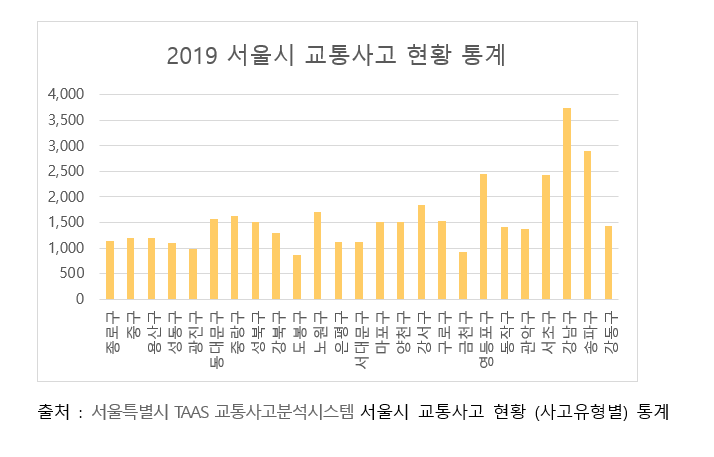 2019 서울시 교통사고 현황 통계
4,000
3,500
3,000
2,500
2,000
1,500
1,000
500
0
종로구
중구
용산구
성동구
광진구
동대문구
중랑구
성북구
강북구
도봉구
노원구
은평구
서대문구
마포구
양천구
강서구
구로구
금천구
영등포구
동작구
관악구
서초구
강남구
송파구
강동구
출처 : 서울특별시 TAAS 교통사고분석시스템 서울시 교통사고 현황 (사고유형별) 통계